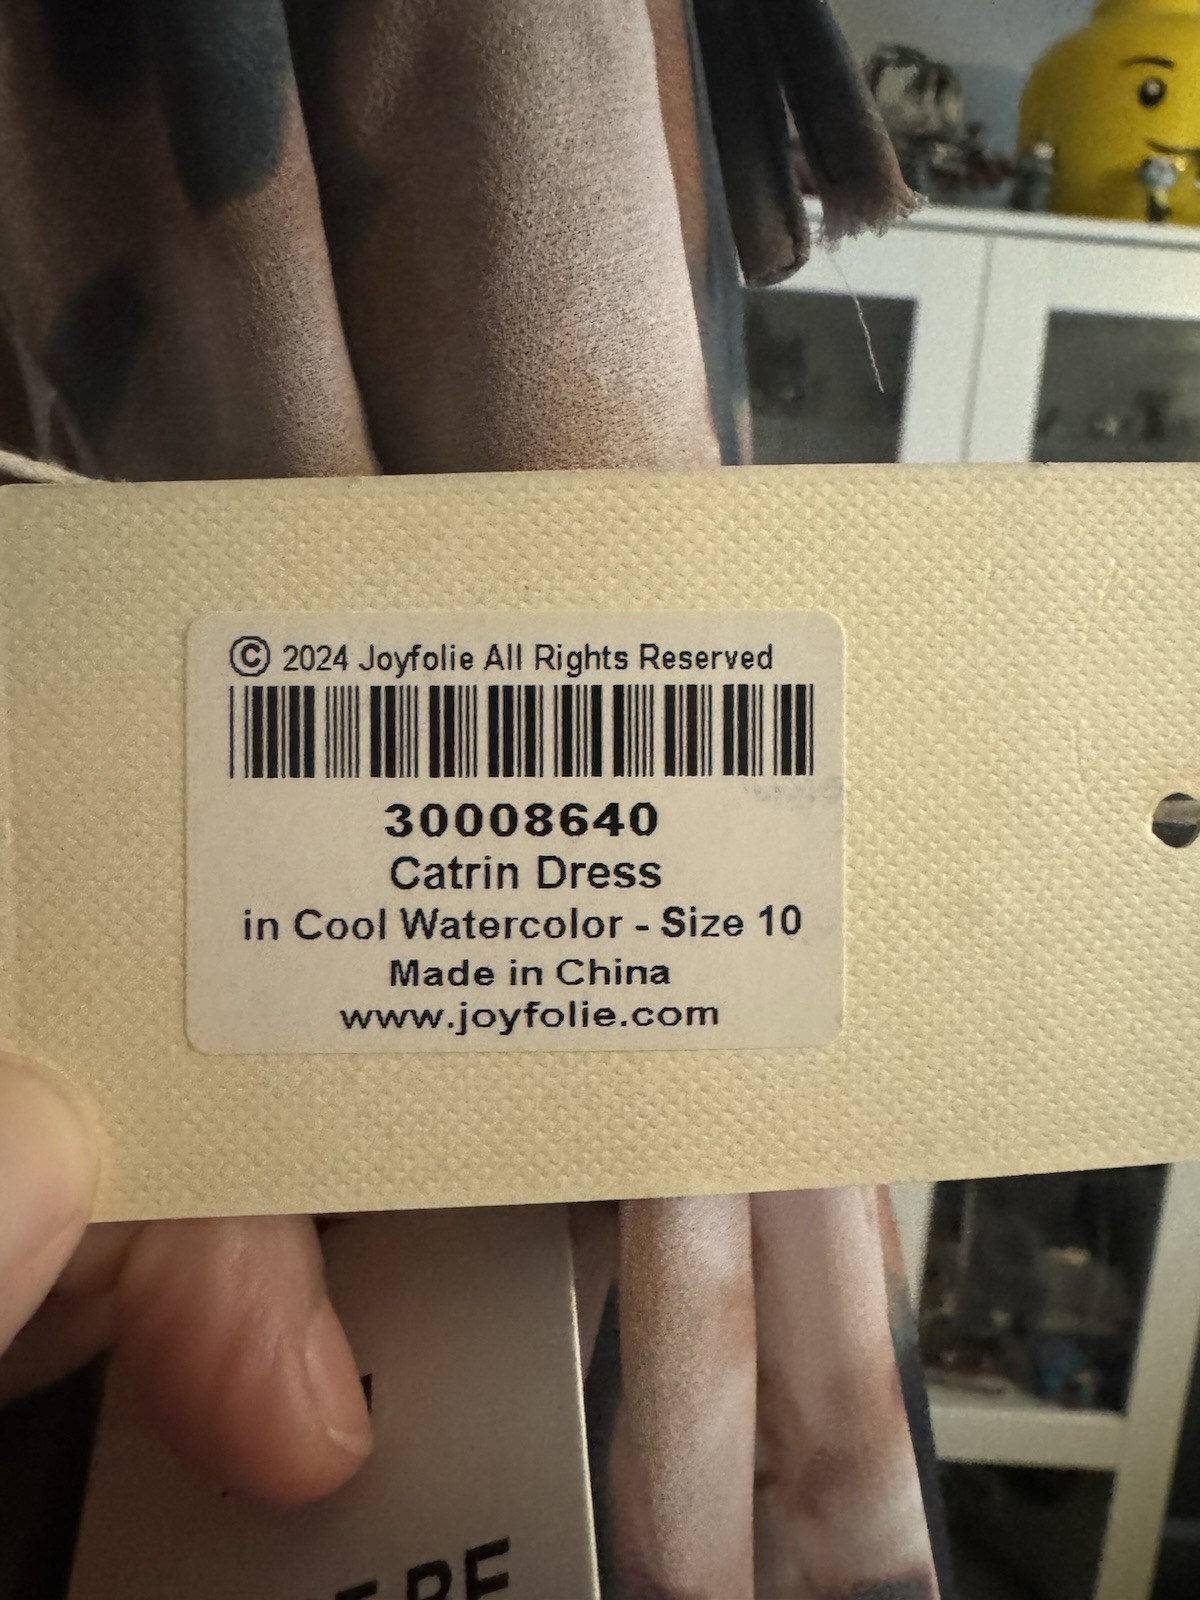 © 2024 Joyfolie All Rights Reserved
30008640
Catrin Dress
in Cool Watercolor - Size 10
Made in China
www.joyfolie.com